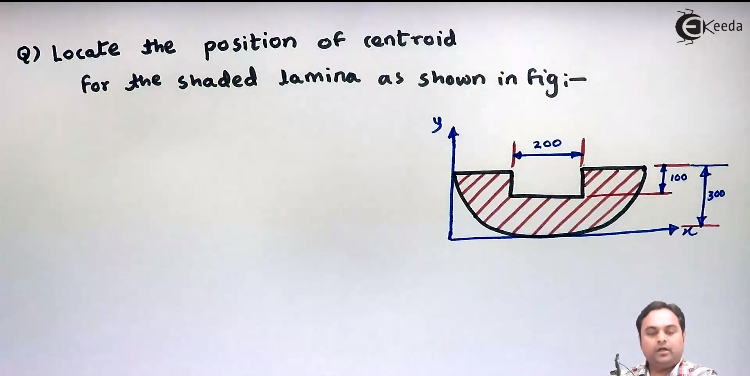 Q) Locate the position of centroid
for the shaded lamina as shown in fig:-
EKeeda
y
200
100
300
x